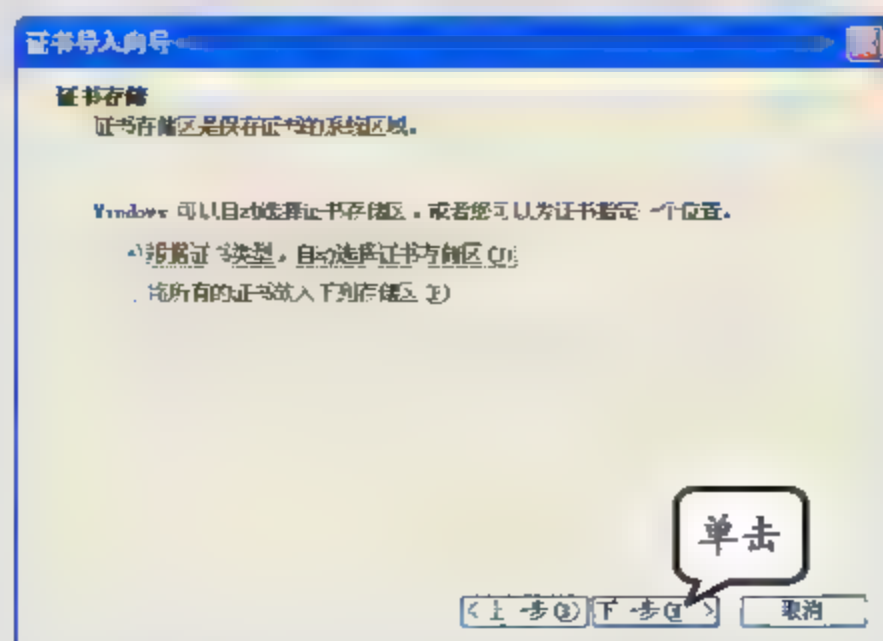 证书导入向导
证书存储
证书存储区是保存证书的系统区域。
Windows 可以自动选择证书存储区，或者您可以为证书指定一个位置。
根据证书类型，自动选择证书存储区(U)
将所有的证书放入下列存储区(P)
单击
<上一步(B) 下一步(N)> 取消